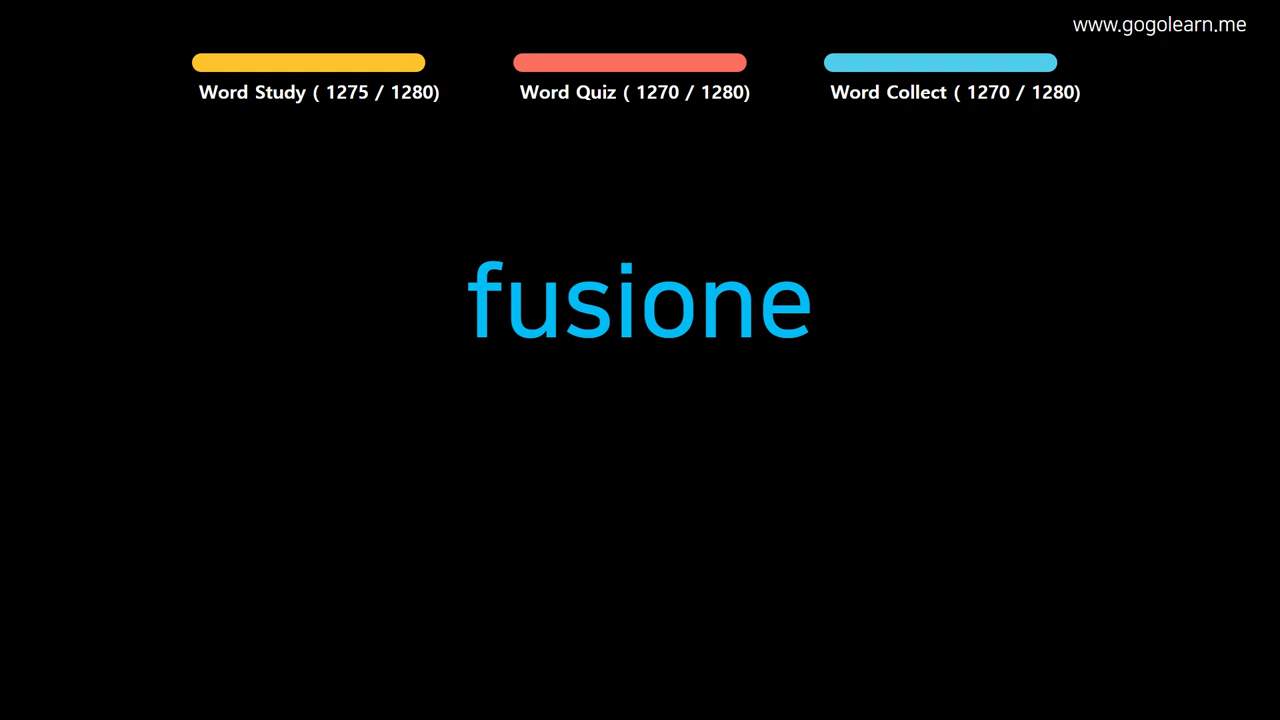 www.gogolearn.me
Word Study ( 1275 / 1280)
Word Quiz ( 1270 / 1280)
Word Collect ( 1270 / 1280)
fusione